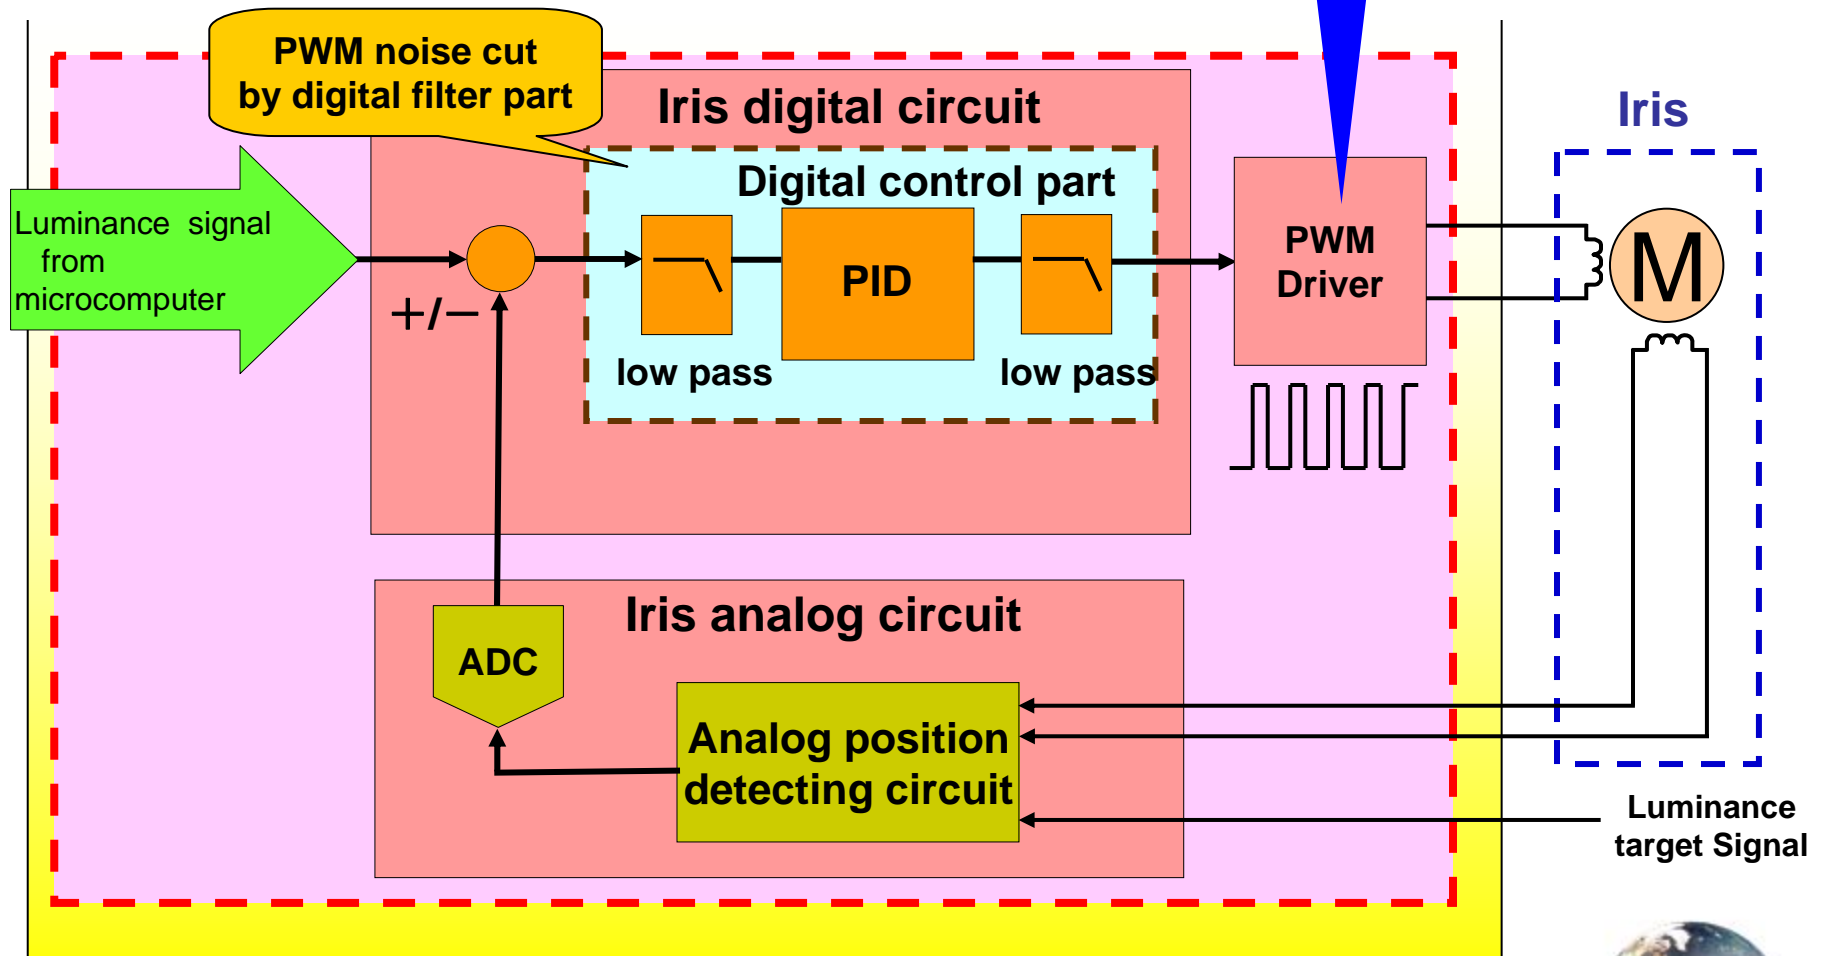 PWM noise cut
by digital filter part
Iris digital circuit
Iris
Digital control part
Luminance signal
from
microcomputer
+/−
PID
PWM
Driver
M
low pass
low pass
Iris analog circuit
ADC
Analog position
detecting circuit
Luminance
target Signal